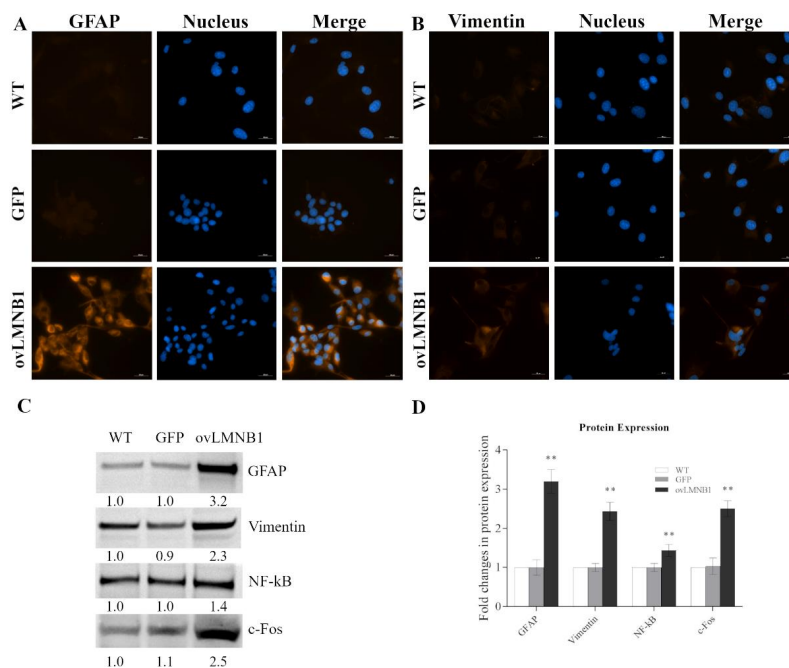 A
GFAP
Nucleus
Merge
WT
GFP
ovLMNB1
B
Vimentin
Nucleus
Merge
WT
GFP
ovLMNB1
C
WT GFP ovLMNB1
GFAP
1.0 1.0 3.2
Vimentin
1.0 0.9 2.3
NF-kB
1.0 1.0 1.4
c-Fos
1.0 1.1 2.5
D
Protein Expression
WT
GFP
ovLMNB1
Fold changes in protein expression
4
3
2
1
0
**
**
**
**
GFAP
Vimentin
NF-kB
c-Fos